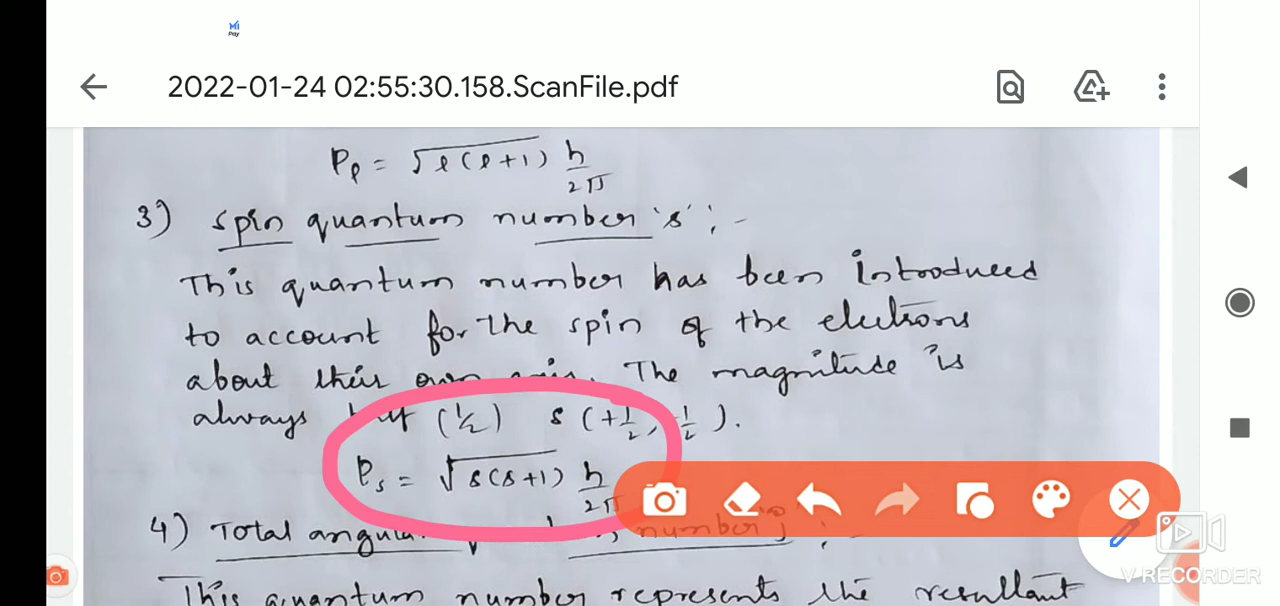 Mi
Pay
2022-01-24 02:55:30.158.ScanFile.pdf
Pℓ = √ℓ(ℓ+1) h/2π
3) Spin quantum number 's' :-
This quantum number has been introduced
to account for the spin of the electrons
about their own axis. The magnitude is
always half (1/2) s (+1/2, -1/2).
Ps = √s(s+1) h/2π
4) Total angular number 'j' :-
This quantum number represents the resultant
V RECORDER